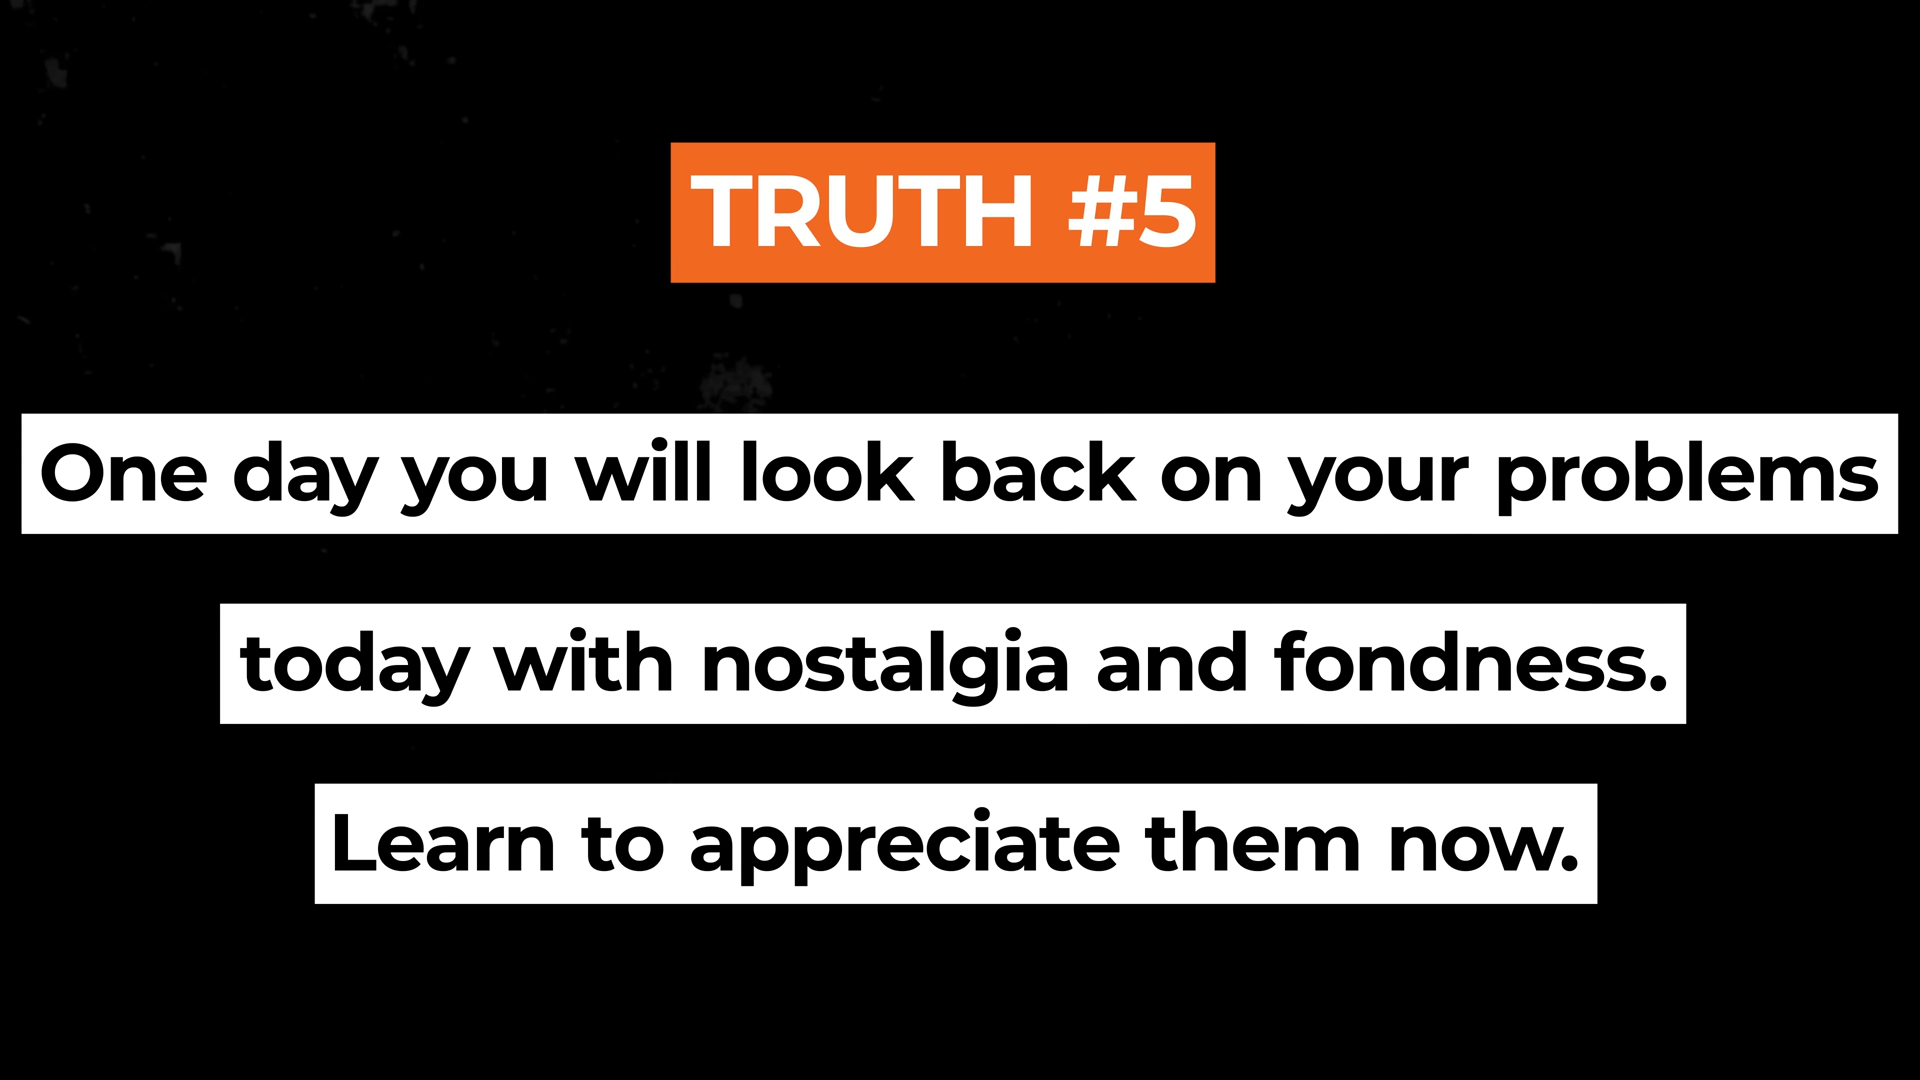 TRUTH #5
One day you will look back on your problems
today with nostalgia and fondness.
Learn to appreciate them now.